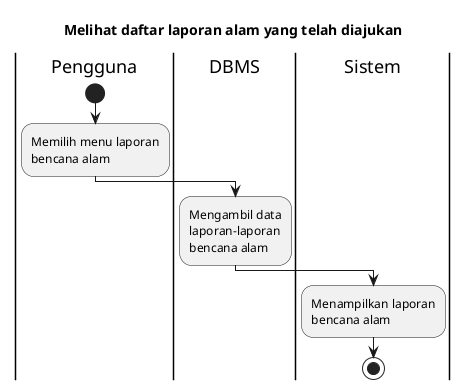 Melihat daftar laporan alam yang telah diajukan
Pengguna
DBMS
Sistem
Memilih menu laporan
bencana alam
Mengambil data
laporan-laporan
bencana alam
Menampilkan laporan
bencana alam